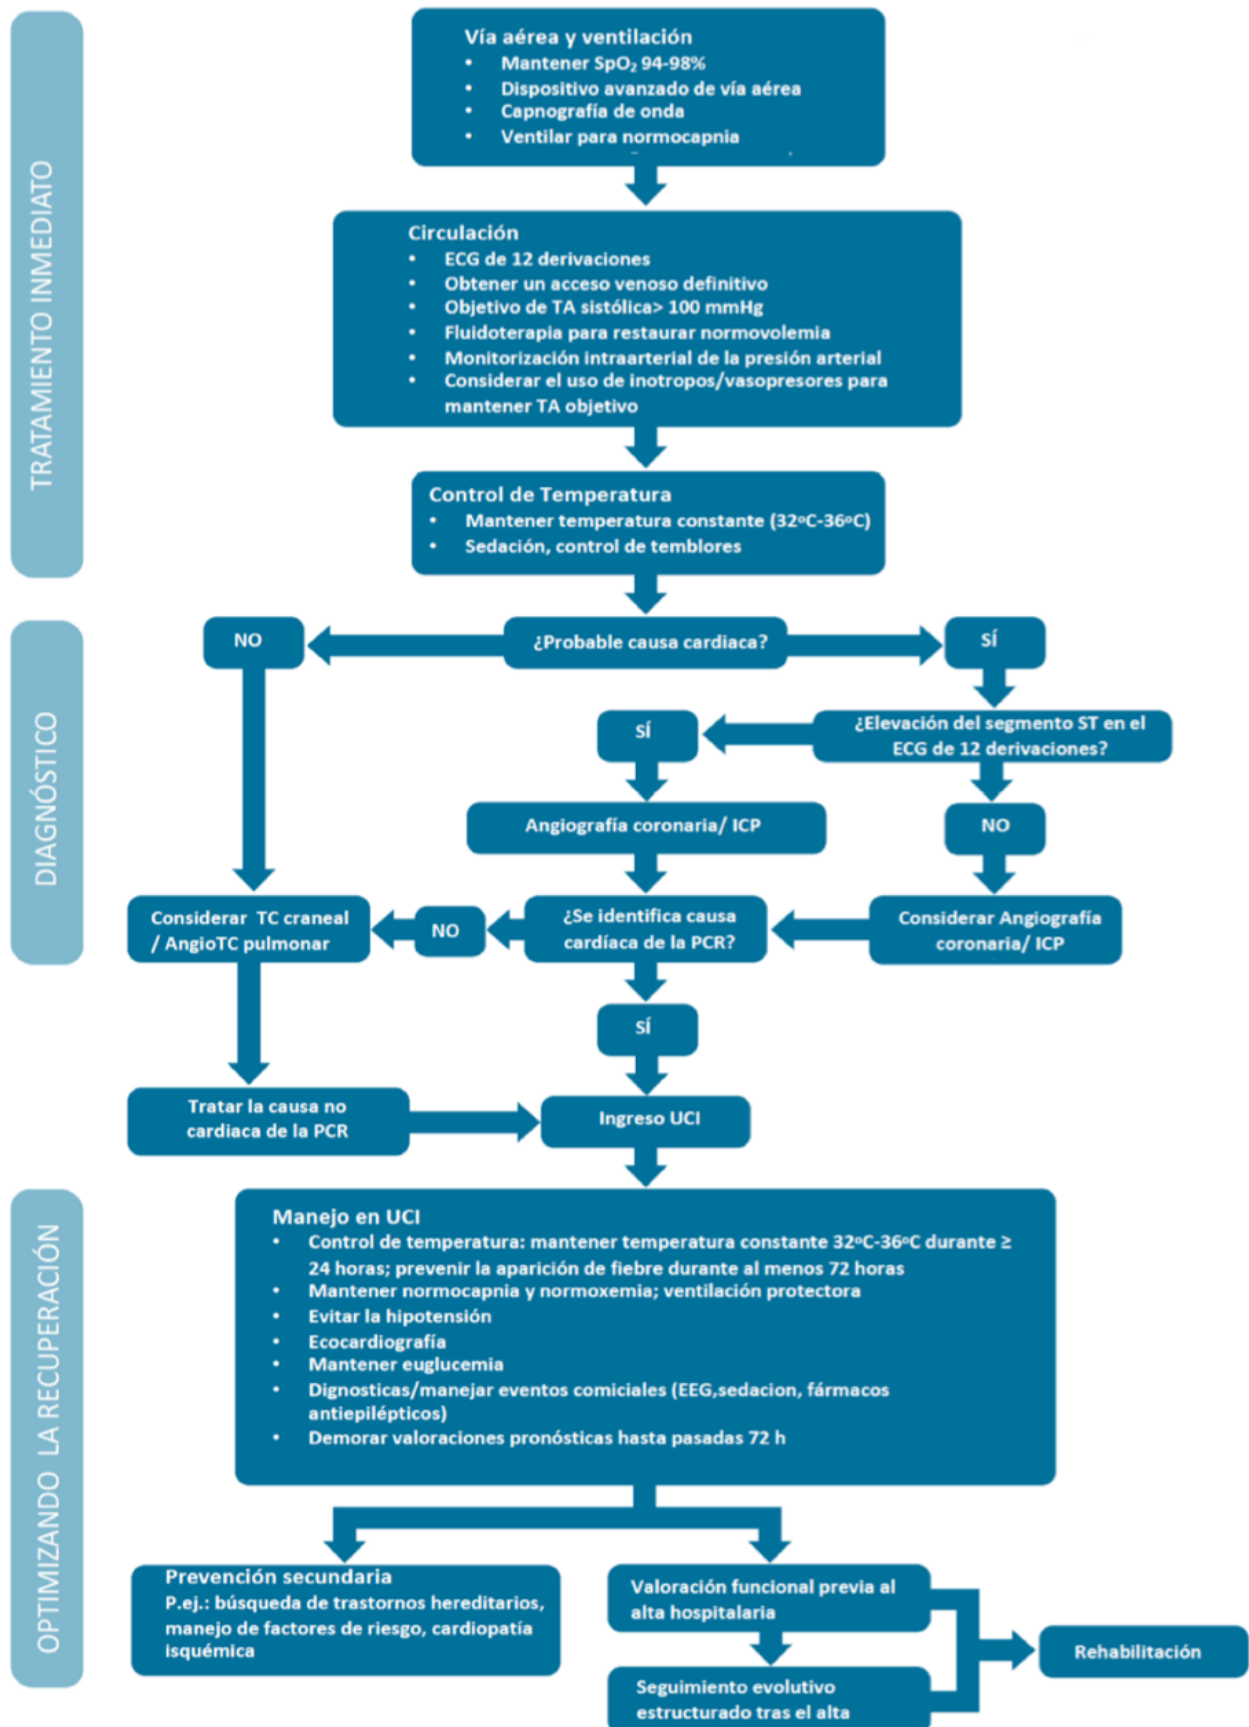 TRATAMIENTO INMEDIATO
Vía aérea y ventilación
• Mantener SpO₂ 94-98%
• Dispositivo avanzado de vía aérea
• Capnografía de onda
• Ventilar para normocapnia
Circulación
• ECG de 12 derivaciones
• Obtener un acceso venoso definitivo
• Objetivo de TA sistólica> 100 mmHg
• Fluidoterapia para restaurar normovolemia
• Monitorización intraarterial de la presión arterial
• Considerar el uso de inotropos/vasopresores para
mantener TA objetivo
Control de Temperatura
• Mantener temperatura constante (32ºC-36ºC)
• Sedación, control de temblores
DIAGNÓSTICO
NO
¿Probable causa cardiaca?
SÍ
SÍ
¿Elevación del segmento ST en el
ECG de 12 derivaciones?
Angiografía coronaria/ ICP
NO
Considerar TC craneal
/ AngioTC pulmonar
NO
¿Se identifica causa
cardíaca de la PCR?
Considerar Angiografía
coronaria/ ICP
SÍ
Tratar la causa no
cardiaca de la PCR
Ingreso UCI
OPTIMIZANDO LA RECUPERACIÓN
Manejo en UCI
• Control de temperatura: mantener temperatura constante 32ºC-36ºC durante ≥
24 horas; prevenir la aparición de fiebre durante al menos 72 horas
• Mantener normocapnia y normoxemia; ventilación protectora
• Evitar la hipotensión
• Ecocardiografía
• Mantener euglucemia
• Dignosticas/manejar eventos comiciales (EEG,sedacion, fármacos
antiepilépticos)
• Demorar valoraciones pronósticas hasta pasadas 72 h
Prevención secundaria
P.ej.: búsqueda de trastornos hereditarios,
manejo de factores de riesgo, cardiopatía
isquémica
Valoración funcional previa al
alta hospitalaria
Rehabilitación
Seguimiento evolutivo
estructurado tras el alta